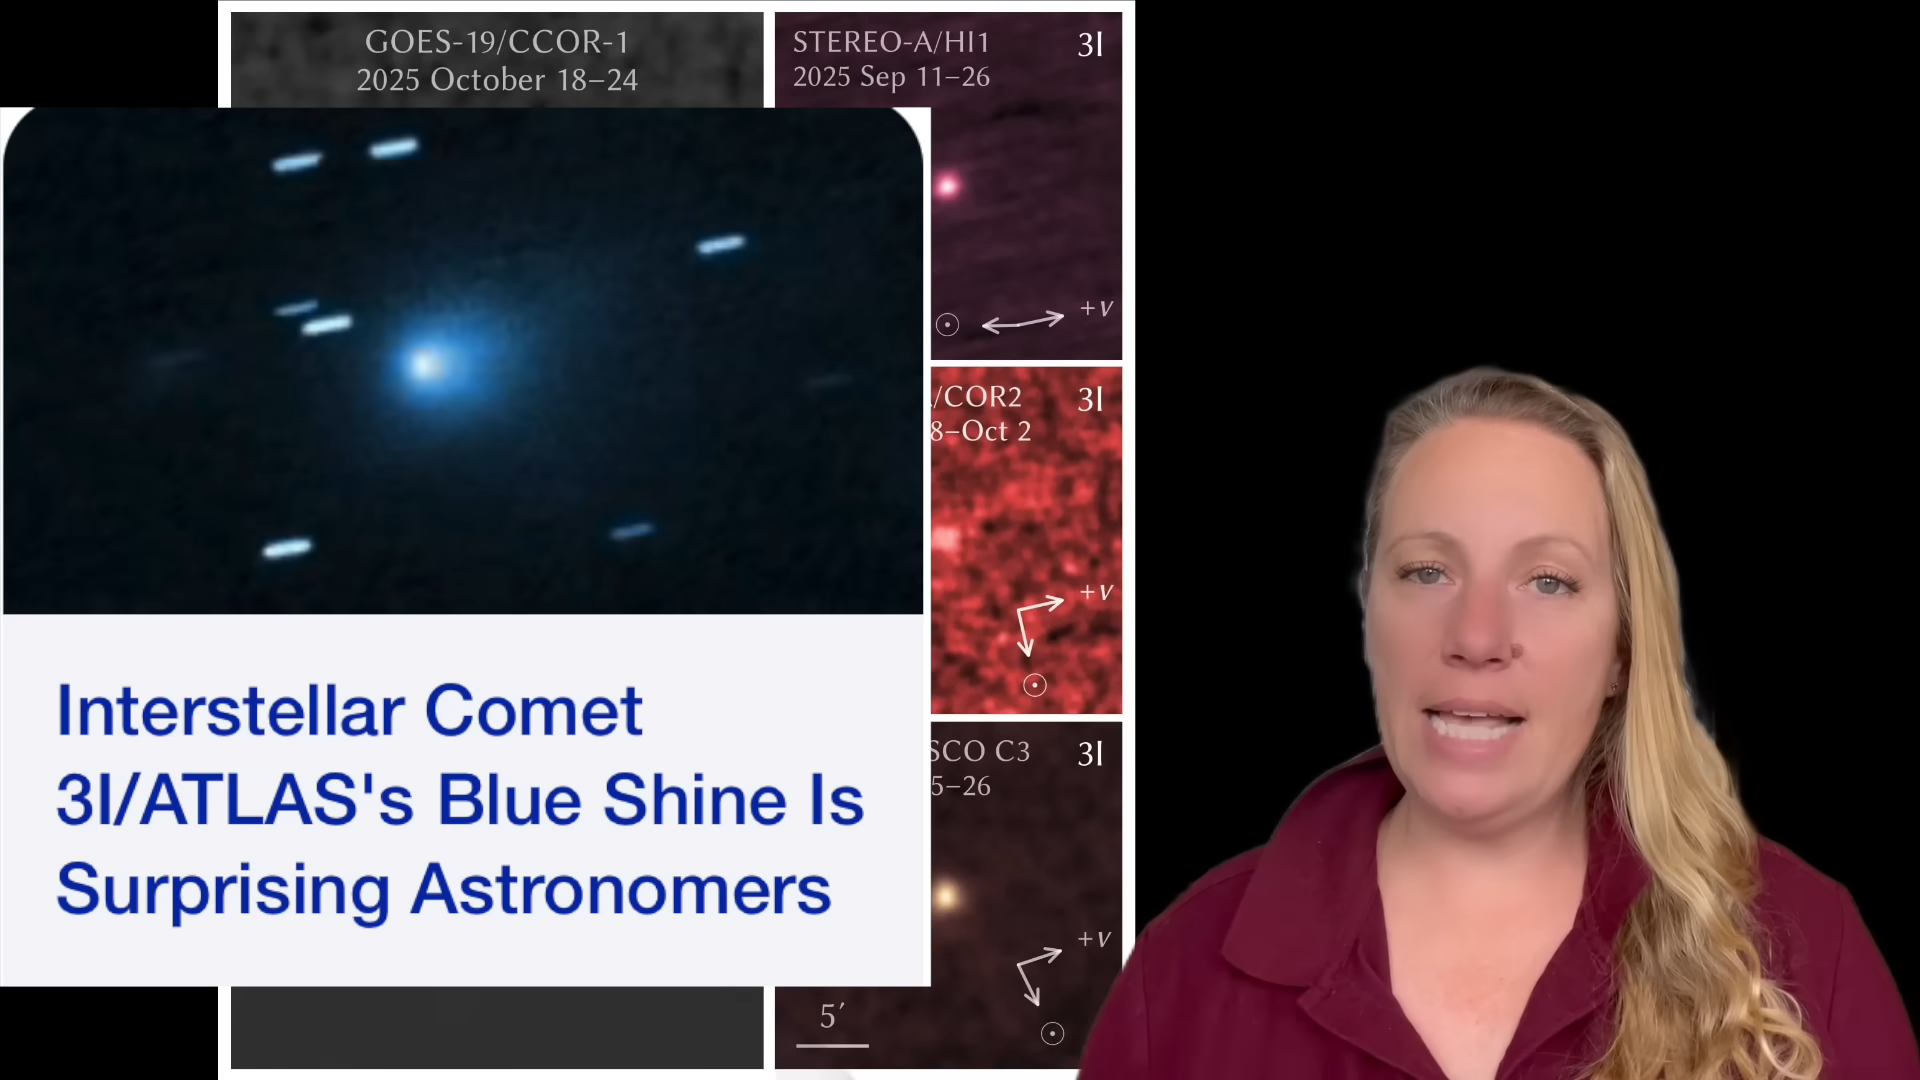 GOES-19/CCOR-1
2025 October 18–24
STEREO-A/HI1
2025 Sep 11–26
3I
+v
/COR2
8–Oct 2
3I
+v
SCO C3
5–26
3I
+v
5′
Interstellar Comet
3I/ATLAS's Blue Shine Is
Surprising Astronomers